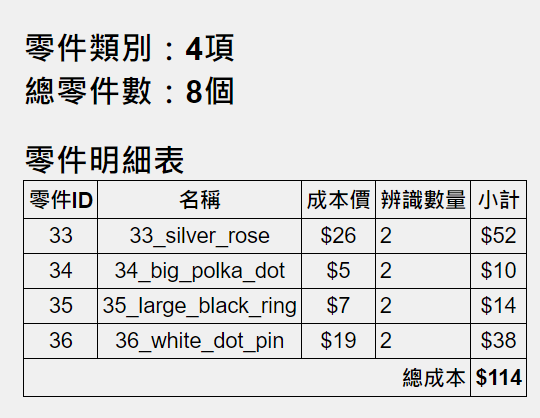 零件類別：4項
總零件數：8個
零件明細表
零件ID 名稱 成本價 辨識數量 小計
33 33_silver_rose $26 2 $52
34 34_big_polka_dot $5 2 $10
35 35_large_black_ring $7 2 $14
36 36_white_dot_pin $19 2 $38
總成本 $114